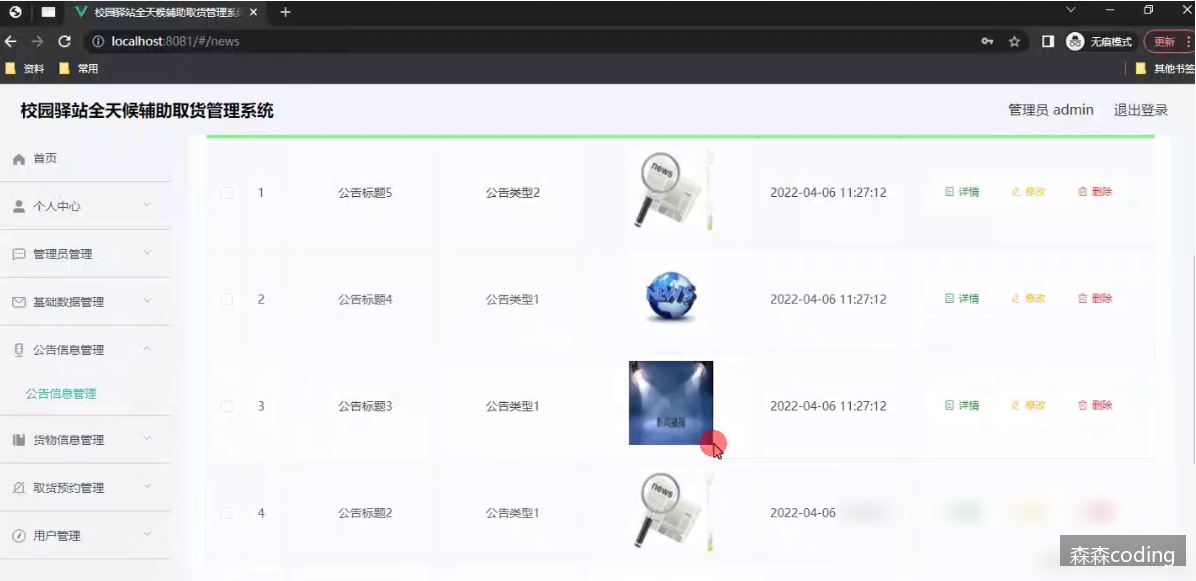 校园驿站全天候辅助取货管理系统
localhost:8081/#/news
无痕模式
更新
资料
常用
其他书签
校园驿站全天候辅助取货管理系统
管理员 admin
退出登录
首页
个人中心
管理员管理
基础数据管理
公告信息管理
公告信息管理
货物信息管理
取货预约管理
用户管理
1 公告标题5 公告类型2 news 2022-04-06 11:27:12 详情 修改 删除
2 公告标题4 公告类型1 NEWS 2022-04-06 11:27:12 详情 修改 删除
3 公告标题3 公告类型1 新闻播报 2022-04-06 11:27:12 详情 修改 删除
4 公告标题2 公告类型1 news 2022-04-06
森森coding